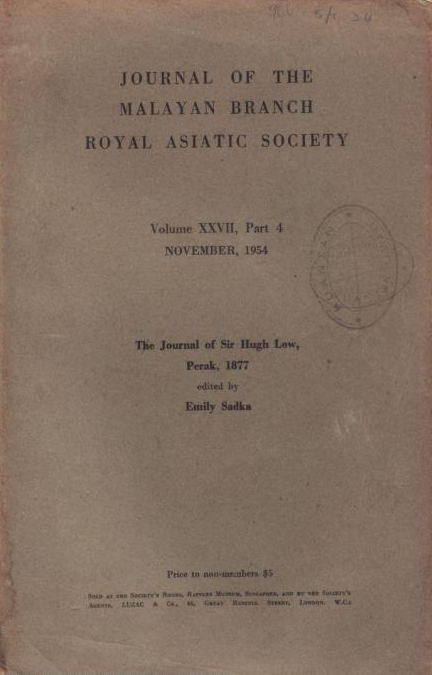 JOURNAL OF THE
MALAYAN BRANCH
ROYAL ASIATIC SOCIETY
Volume XXVII, Part 4
NOVEMBER, 1954
KUANTAN
The Journal of Sir Hugh Low,
Perak, 1877
edited by
Emily Sadka
Price to non-members $5
SOLD AT THE SOCIETY'S ROOMS, RAFFLES MUSEUM, SINGAPORE, AND BY THE SOCIETY'S
AGENTS, LUZAC & Co., 46, GREAT RUSSELL STREET, LONDON, W.C.1